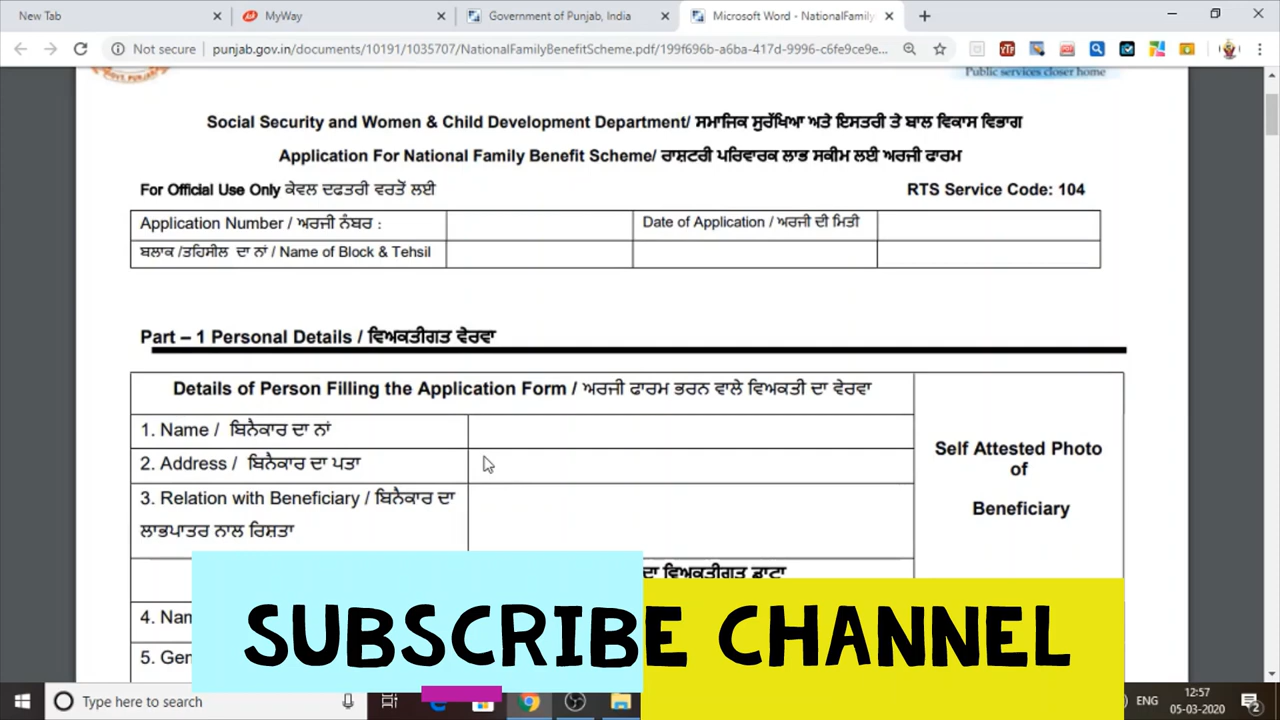 New Tab
MyWay
Government of Punjab, India
Microsoft Word - NationalFamily
Not secure
punjab.gov.in/documents/10191/1035707/NationalFamilyBenefitScheme.pdf/199f696b-a6ba-417d-9996-c6fe9ce9e...
GOVT. PUNJAB
Public services closer home
Social Security and Women & Child Development Department/ ਸਮਾਜਿਕ ਸੁਰੱਖਿਆ ਅਤੇ ਇਸਤਰੀ ਤੇ ਬਾਲ ਵਿਕਾਸ ਵਿਭਾਗ
Application For National Family Benefit Scheme/ ਰਾਸ਼ਟਰੀ ਪਰਿਵਾਰਕ ਲਾਭ ਸਕੀਮ ਲਈ ਅਰਜੀ ਫਾਰਮ
For Official Use Only ਕੇਵਲ ਦਫਤਰੀ ਵਰਤੋਂ ਲਈ
RTS Service Code: 104
Application Number / ਅਰਜੀ ਨੰਬਰ :
Date of Application / ਅਰਜੀ ਦੀ ਮਿਤੀ
ਬਲਾਕ /ਤਹਿਸੀਲ ਦਾ ਨਾਂ / Name of Block & Tehsil
Part – 1 Personal Details / ਵਿਅਕਤੀਗਤ ਵੇਰਵਾ
Details of Person Filling the Application Form / ਅਰਜੀ ਫਾਰਮ ਭਰਨ ਵਾਲੇ ਵਿਅਕਤੀ ਦਾ ਵੇਰਵਾ
1. Name / ਬਿਨੈਕਾਰ ਦਾ ਨਾਂ
2. Address / ਬਿਨੈਕਾਰ ਦਾ ਪਤਾ
3. Relation with Beneficiary / ਬਿਨੈਕਾਰ ਦਾ
ਲਾਭਪਾਤਰ ਨਾਲ ਰਿਸ਼ਤਾ
Self Attested Photo
of
Beneficiary
ਦਾ ਵਿਅਕਤੀਗਤ ਡਾਟਾ
4. Nam
5. Gen
SUBSCRIBE CHANNEL
Type here to search
ENG
12:57
05-03-2020
2